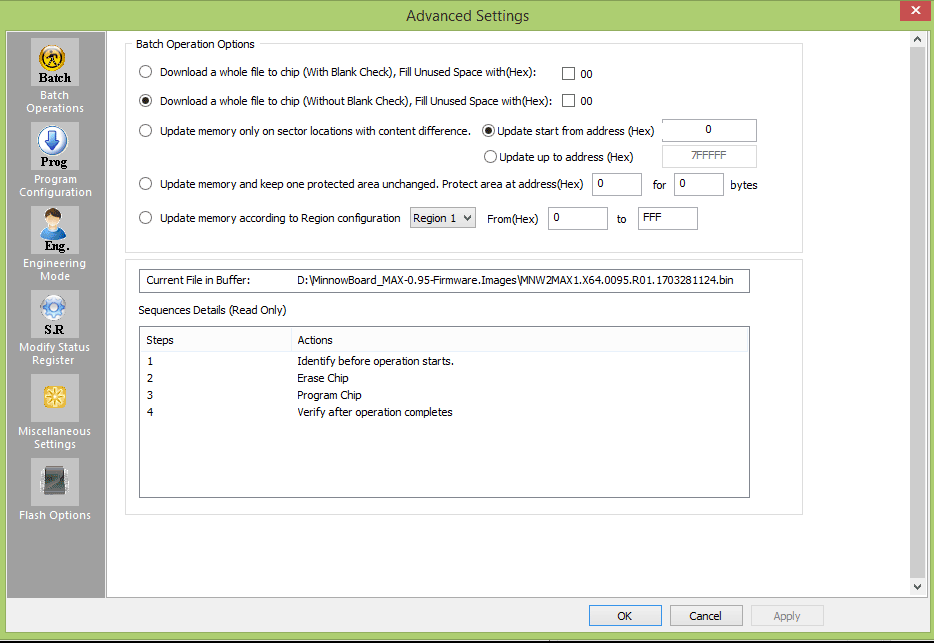 Advanced Settings
Batch
Batch
Operations
Prog
Program
Configuration
Eng.
Engineering
Mode
S.R
Modify Status
Register
Miscellaneous
Settings
Flash Options
Batch Operation Options
Download a whole file to chip (With Blank Check), Fill Unused Space with(Hex): 00
Download a whole file to chip (Without Blank Check), Fill Unused Space with(Hex): 00
Update memory only on sector locations with content difference. Update start from address (Hex) 0
Update up to address (Hex) 7FFFFF
Update memory and keep one protected area unchanged. Protect area at address(Hex) 0 for 0 bytes
Update memory according to Region configuration Region 1 From(Hex) 0 to FFF
Current File in Buffer: D:\MinnowBoard_MAX-0.95-Firmware.Images\MNW2MAX1.X64.0095.R01.1703281124.bin
Sequences Details (Read Only)
Steps Actions
1 Identify before operation starts.
2 Erase Chip
3 Program Chip
4 Verify after operation completes
OK Cancel Apply